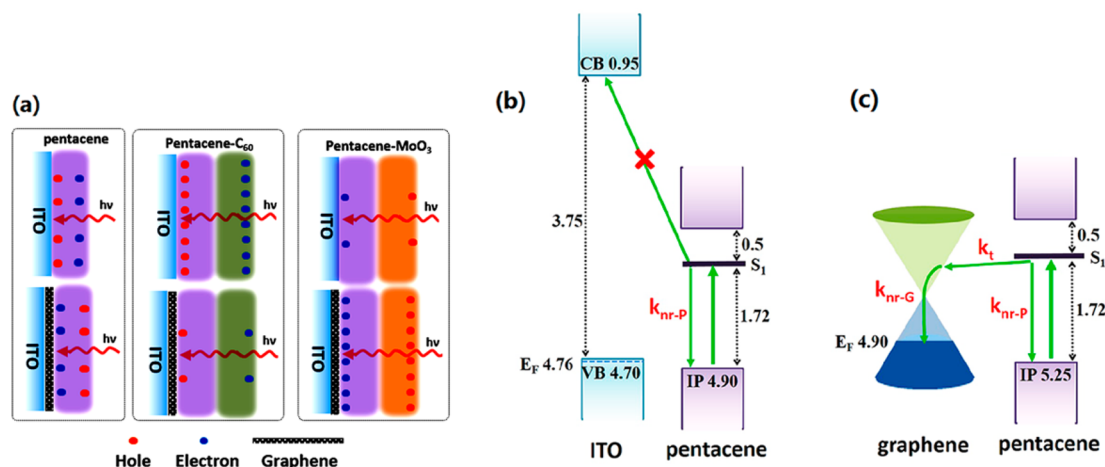 (a)
pentacene
Pentacene-C60
Pentacene-MoO3
ITO
hν
ITO
hν
ITO
hν
ITO
hν
ITO
hν
ITO
hν
Hole
Electron
Graphene
(b)
CB 0.95
3.75
0.5
S1
knr-P
1.72
EF 4.76
VB 4.70
IP 4.90
ITO
pentacene
(c)
0.5
kt
S1
knr-G
knr-P
1.72
EF 4.90
IP 5.25
graphene
pentacene